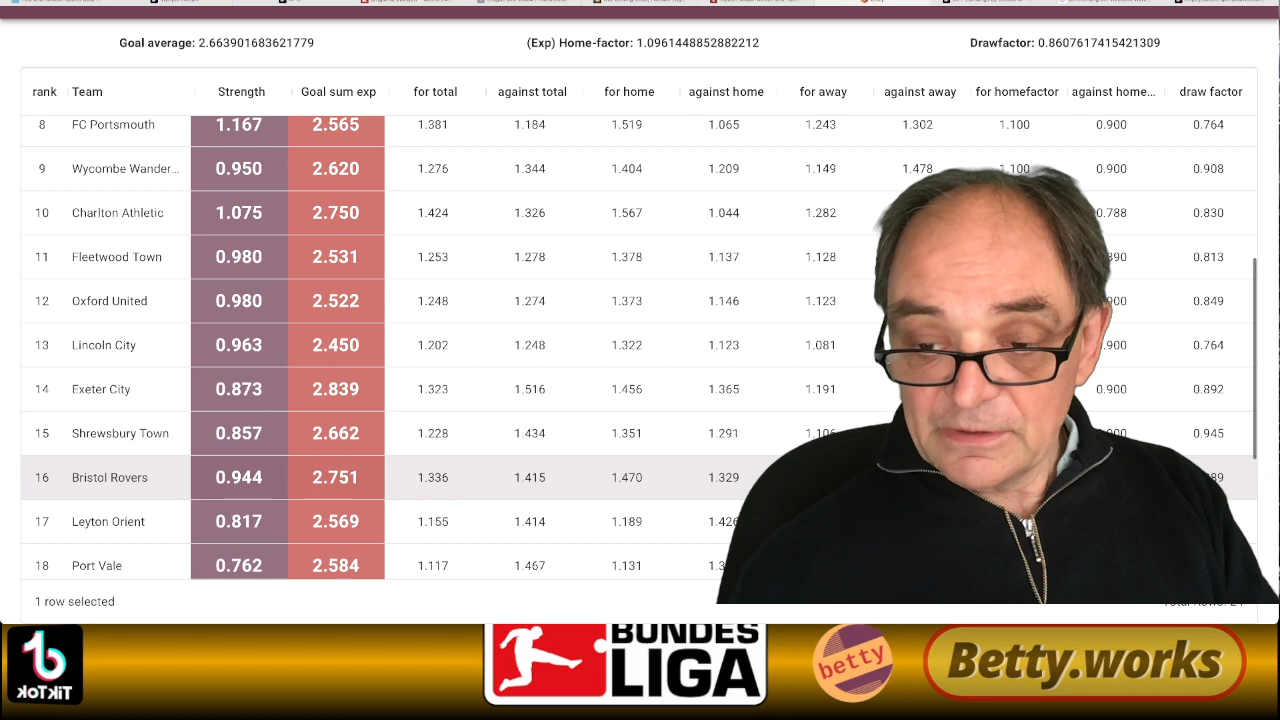 Goal average: 2.663901683621779 (Exp) Home-factor: 1.0961448852882212 Drawfactor: 0.8607617415421309
rank Team Strength Goal sum exp for total against total for home against home for away against away for homefactor against home... draw factor
8 FC Portsmouth 1.167 2.565 1.381 1.184 1.519 1.065 1.243 1.302 1.100 0.900 0.764
9 Wycombe Wander... 0.950 2.620 1.276 1.344 1.404 1.209 1.149 1.478 1.100 0.900 0.908
10 Charlton Athletic 1.075 2.750 1.424 1.326 1.567 1.044 1.282 0.788 0.830
11 Fleetwood Town 0.980 2.531 1.253 1.278 1.378 1.137 1.128 0.813
12 Oxford United 0.980 2.522 1.248 1.274 1.373 1.146 1.123 0.849
13 Lincoln City 0.963 2.450 1.202 1.248 1.322 1.123 1.081 0.764
14 Exeter City 0.873 2.839 1.323 1.516 1.456 1.365 1.191 0.900 0.892
15 Shrewsbury Town 0.857 2.662 1.228 1.434 1.351 1.291 1.106 0.945
16 Bristol Rovers 0.944 2.751 1.336 1.415 1.470 1.329
17 Leyton Orient 0.817 2.569 1.155 1.414 1.189 1.426
18 Port Vale 0.762 2.584 1.117 1.467 1.131
1 row selected
TikTok
BUNDES
LIGA
betty
Betty.works